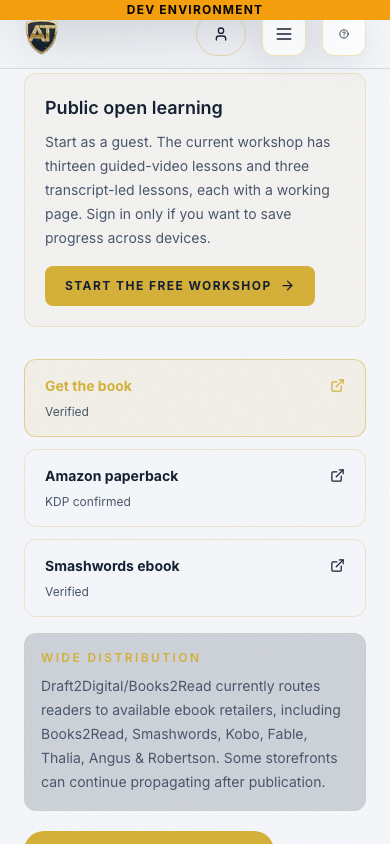 DEV ENVIRONMENT
AT
Public open learning
Start as a guest. The current workshop has
thirteen guided-video lessons and three
transcript-led lessons, each with a working
page. Sign in only if you want to save
progress across devices.
START THE FREE WORKSHOP
Get the book
Verified
Amazon paperback
KDP confirmed
Smashwords ebook
Verified
WIDE DISTRIBUTION
Draft2Digital/Books2Read currently routes
readers to available ebook retailers, including
Books2Read, Smashwords, Kobo, Fable,
Thalia, Angus & Robertson. Some storefronts
can continue propagating after publication.